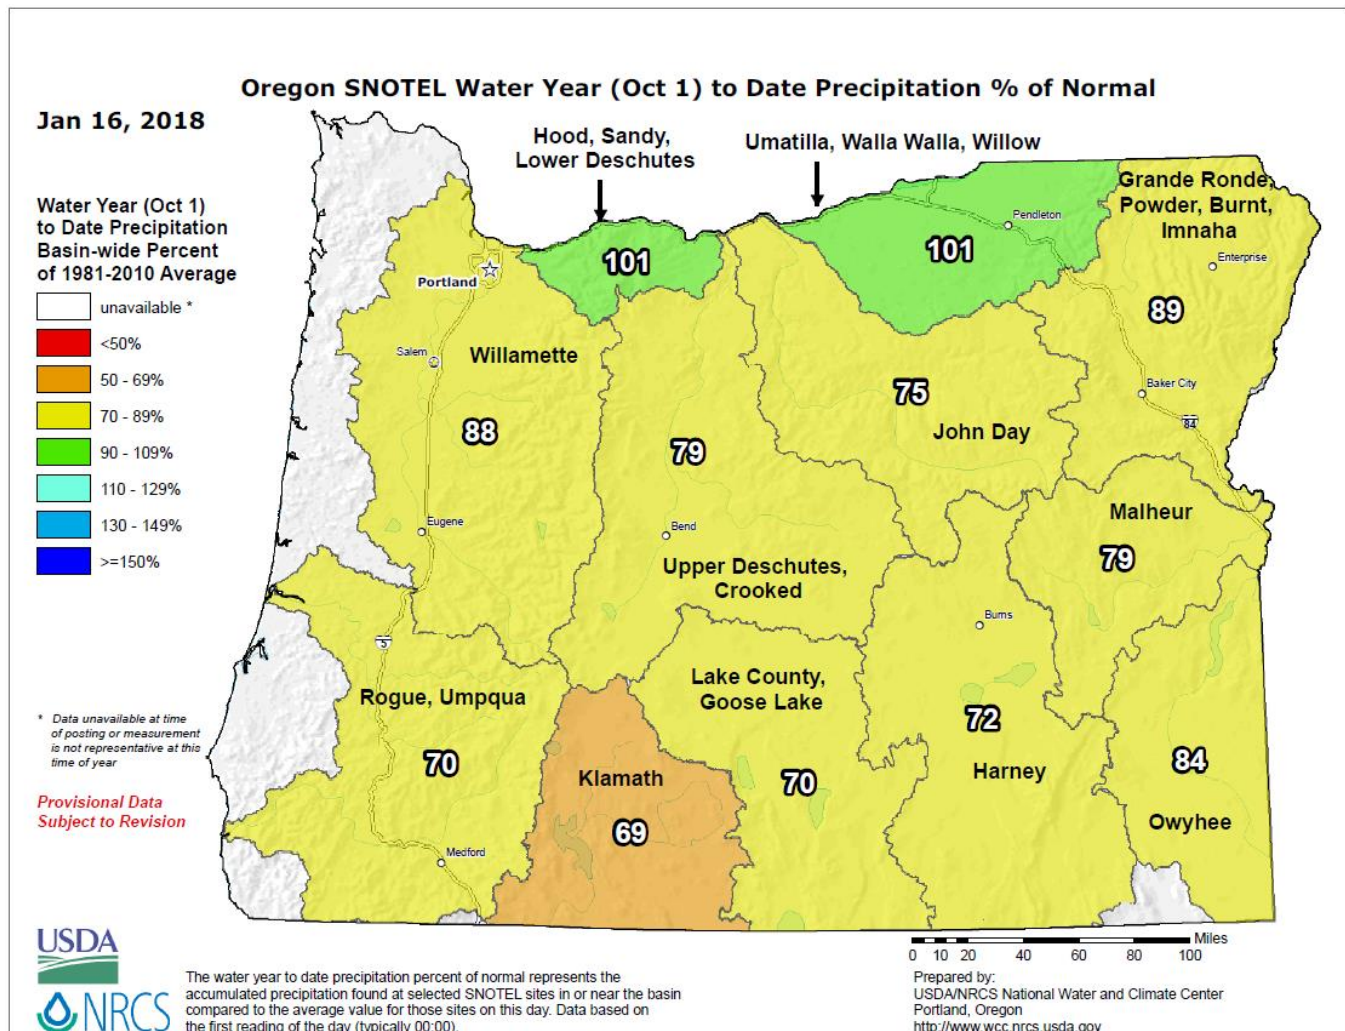 Oregon SNOTEL Water Year (Oct 1) to Date Precipitation % of Normal
Jan 16, 2018
Hood, Sandy,
Lower Deschutes
Umatilla, Walla Walla, Willow
Water Year (Oct 1)
to Date Precipitation
Basin-wide Percent
of 1981-2010 Average
unavailable *
<50%
50 - 69%
70 - 89%
90 - 109%
110 - 129%
130 - 149%
>=150%
Grande Ronde,
Powder, Burnt,
Imnaha
Pendleton
Enterprise
101
101
Portland
89
Salem
Willamette
88
75
John Day
Baker City
84
79
Malheur
79
Eugene
Bend
Upper Deschutes,
Crooked
Burns
5
Rogue, Umpqua
70
Lake County,
Goose Lake
70
72
Harney
Klamath
69
84
Owyhee
Medford
* Data unavailable at time
of posting or measurement
is not representative at this
time of year
Provisional Data
Subject to Revision
USDA
NRCS
The water year to date precipitation percent of normal represents the
accumulated precipitation found at selected SNOTEL sites in or near the basin
compared to the average value for those sites on this day. Data based on
the first reading of the day (typically 00:00).
Miles
0 10 20 40 60 80 100
Prepared by:
USDA/NRCS National Water and Climate Center
Portland, Oregon
http://www.wcc.nrcs.usda.gov